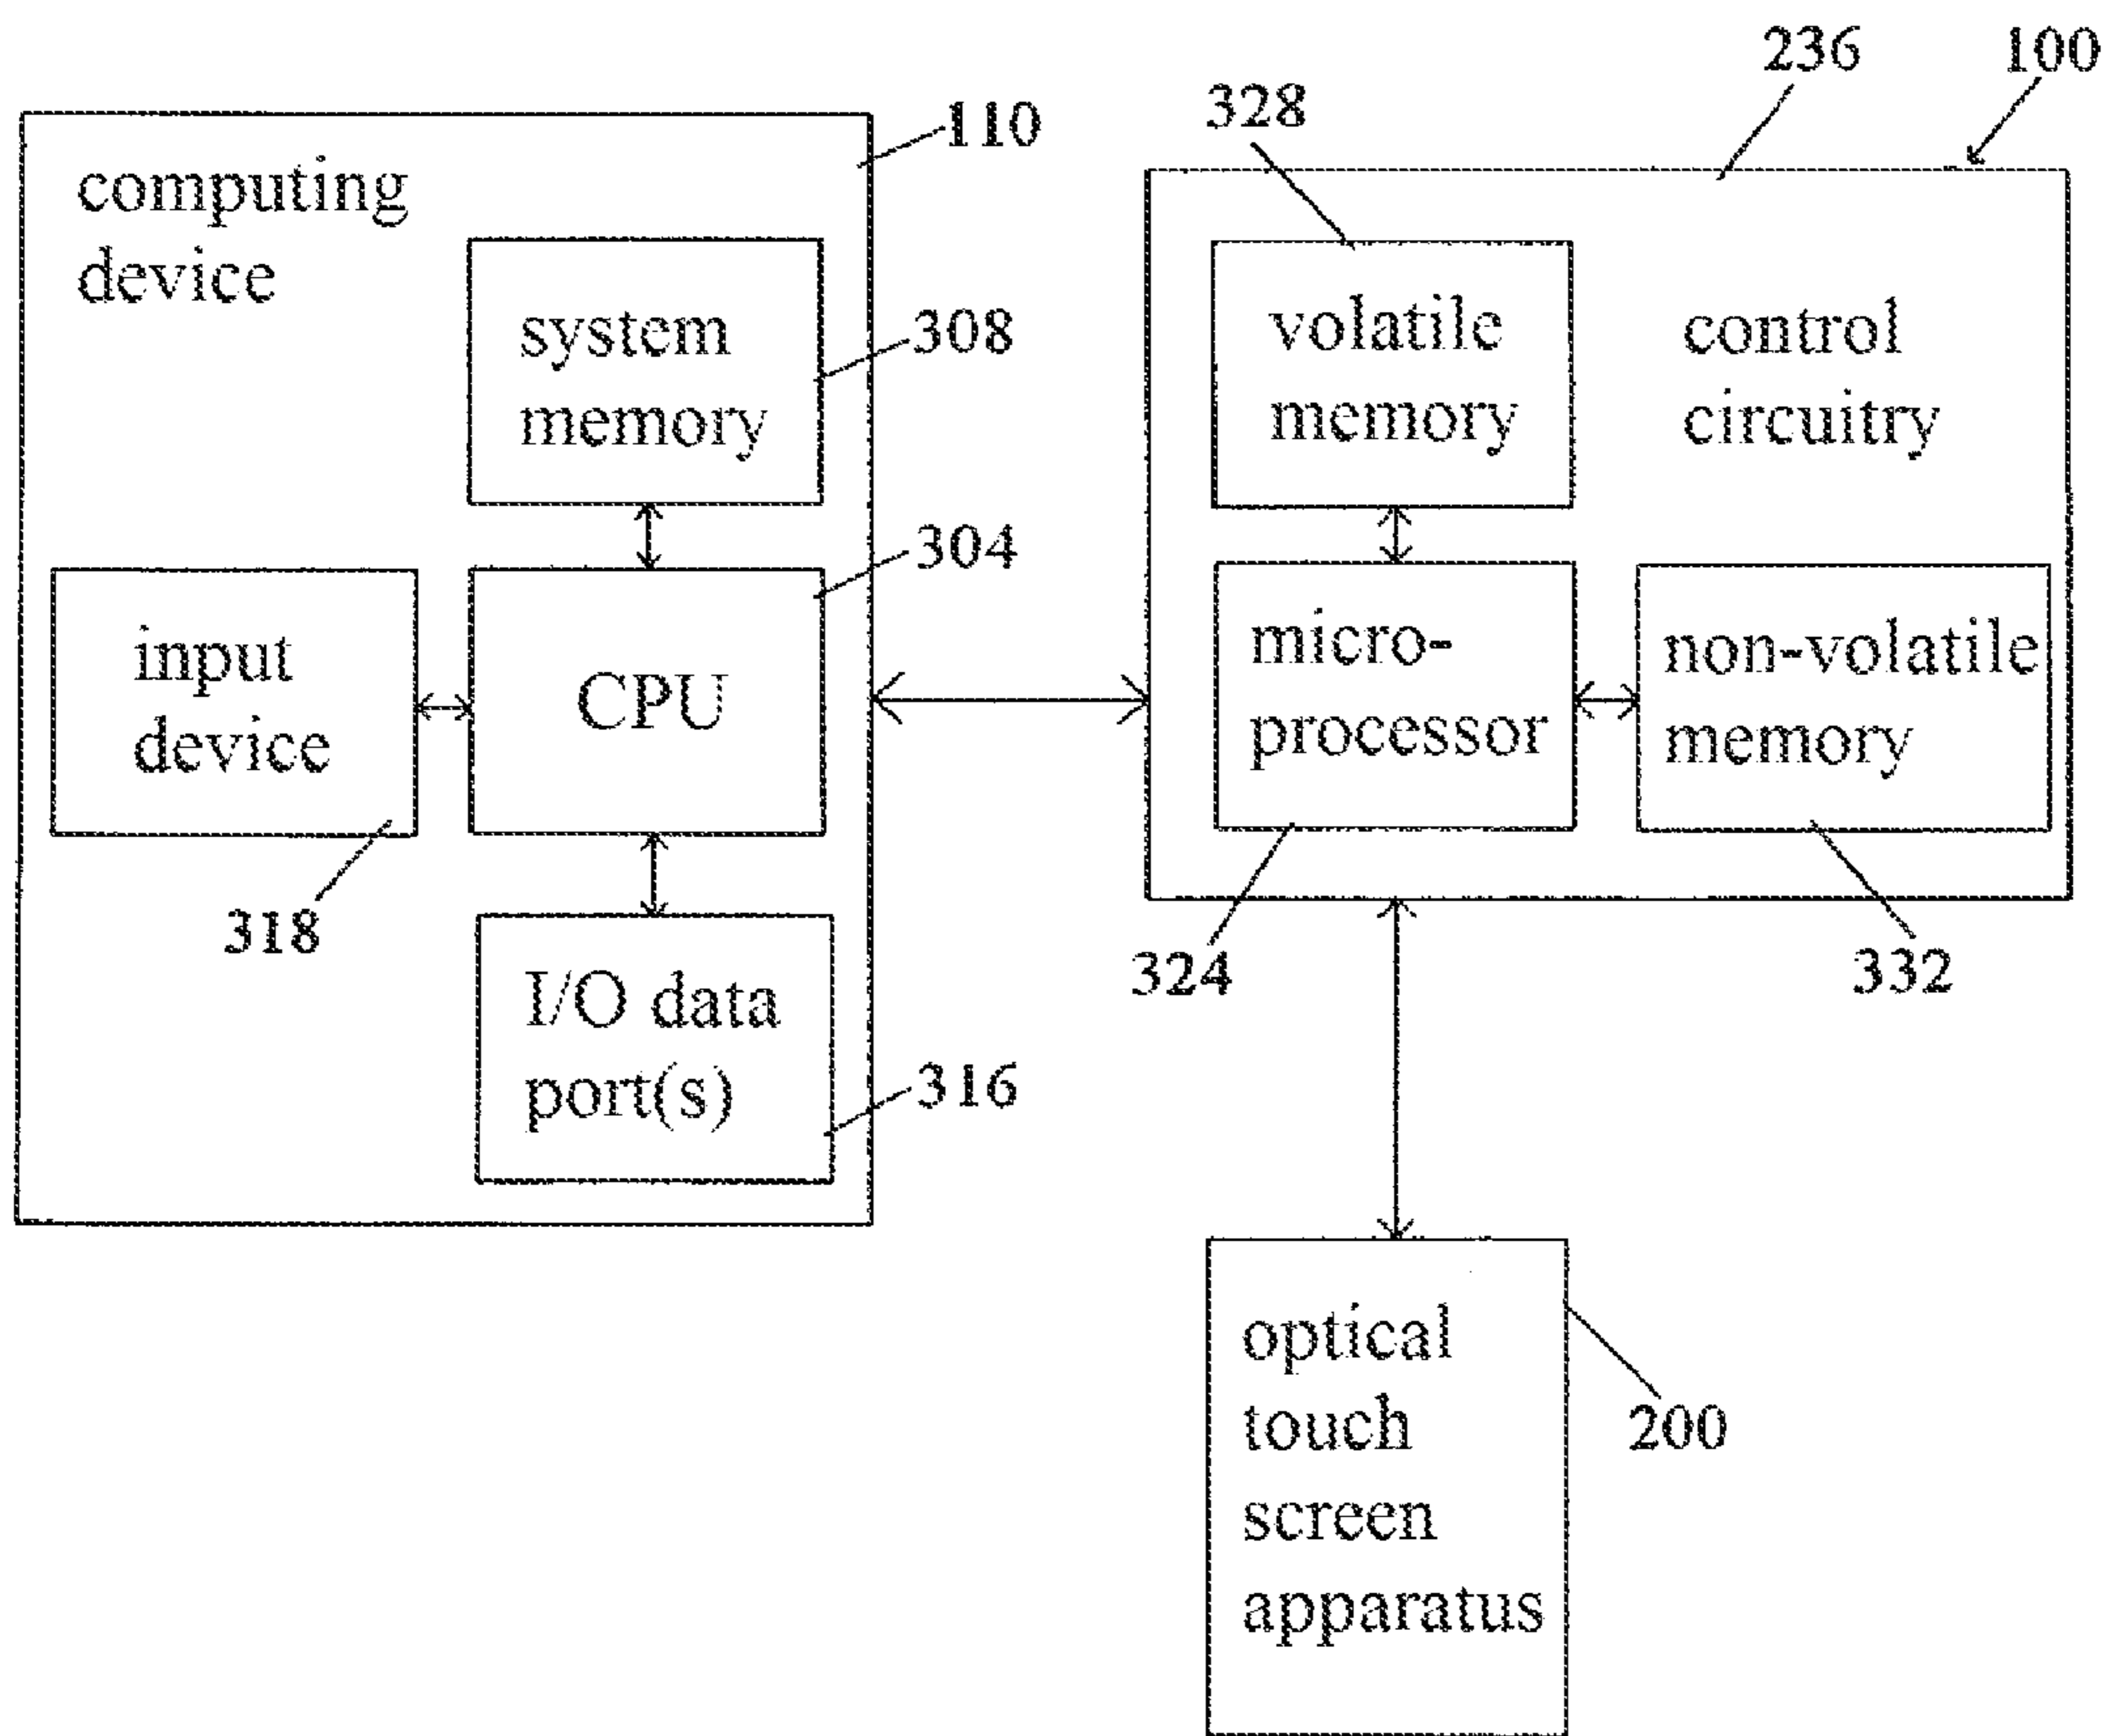 236
100
110
328
computing
device
system
memory
308
volatile
memory
control
circuitry
304
input
device
CPU
micro-
processor
non-volatile
memory
318
324
332
I/O data
port(s)
316
optical
touch
screen
apparatus
200